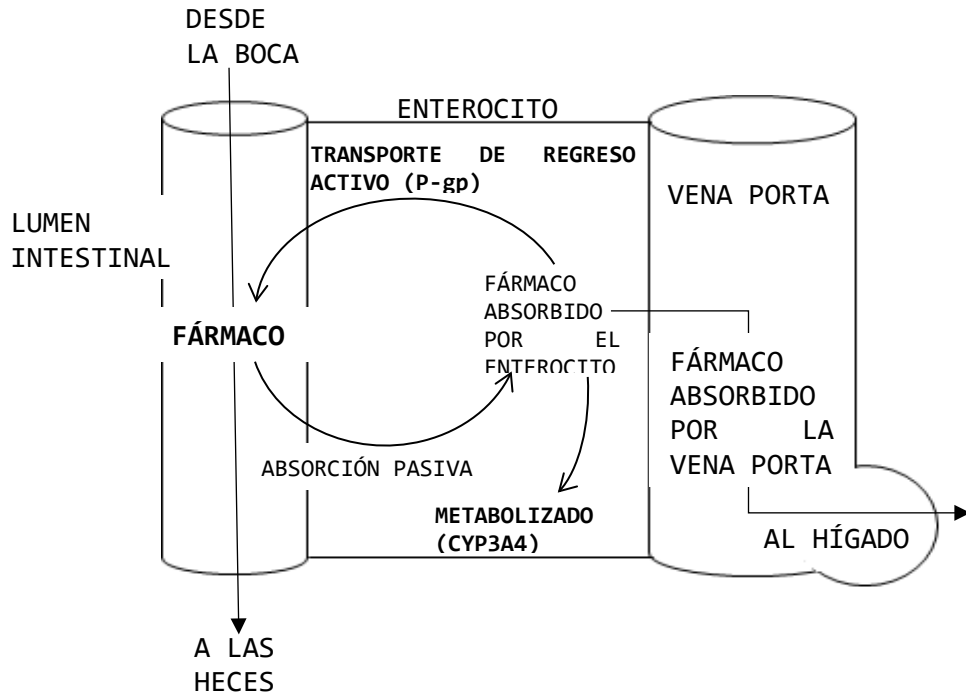 DESDE
LA BOCA
ENTEROCITO
TRANSPORTE DE REGRESO
ACTIVO (P-gp)
VENA PORTA
LUMEN
INTESTINAL
FÁRMACO
ABSORBIDO
POR EL
ENTEROCITO
FÁRMACO
FÁRMACO
ABSORBIDO
POR LA
VENA PORTA
ABSORCIÓN PASIVA
METABOLIZADO
(CYP3A4)
AL HÍGADO
A LAS
HECES